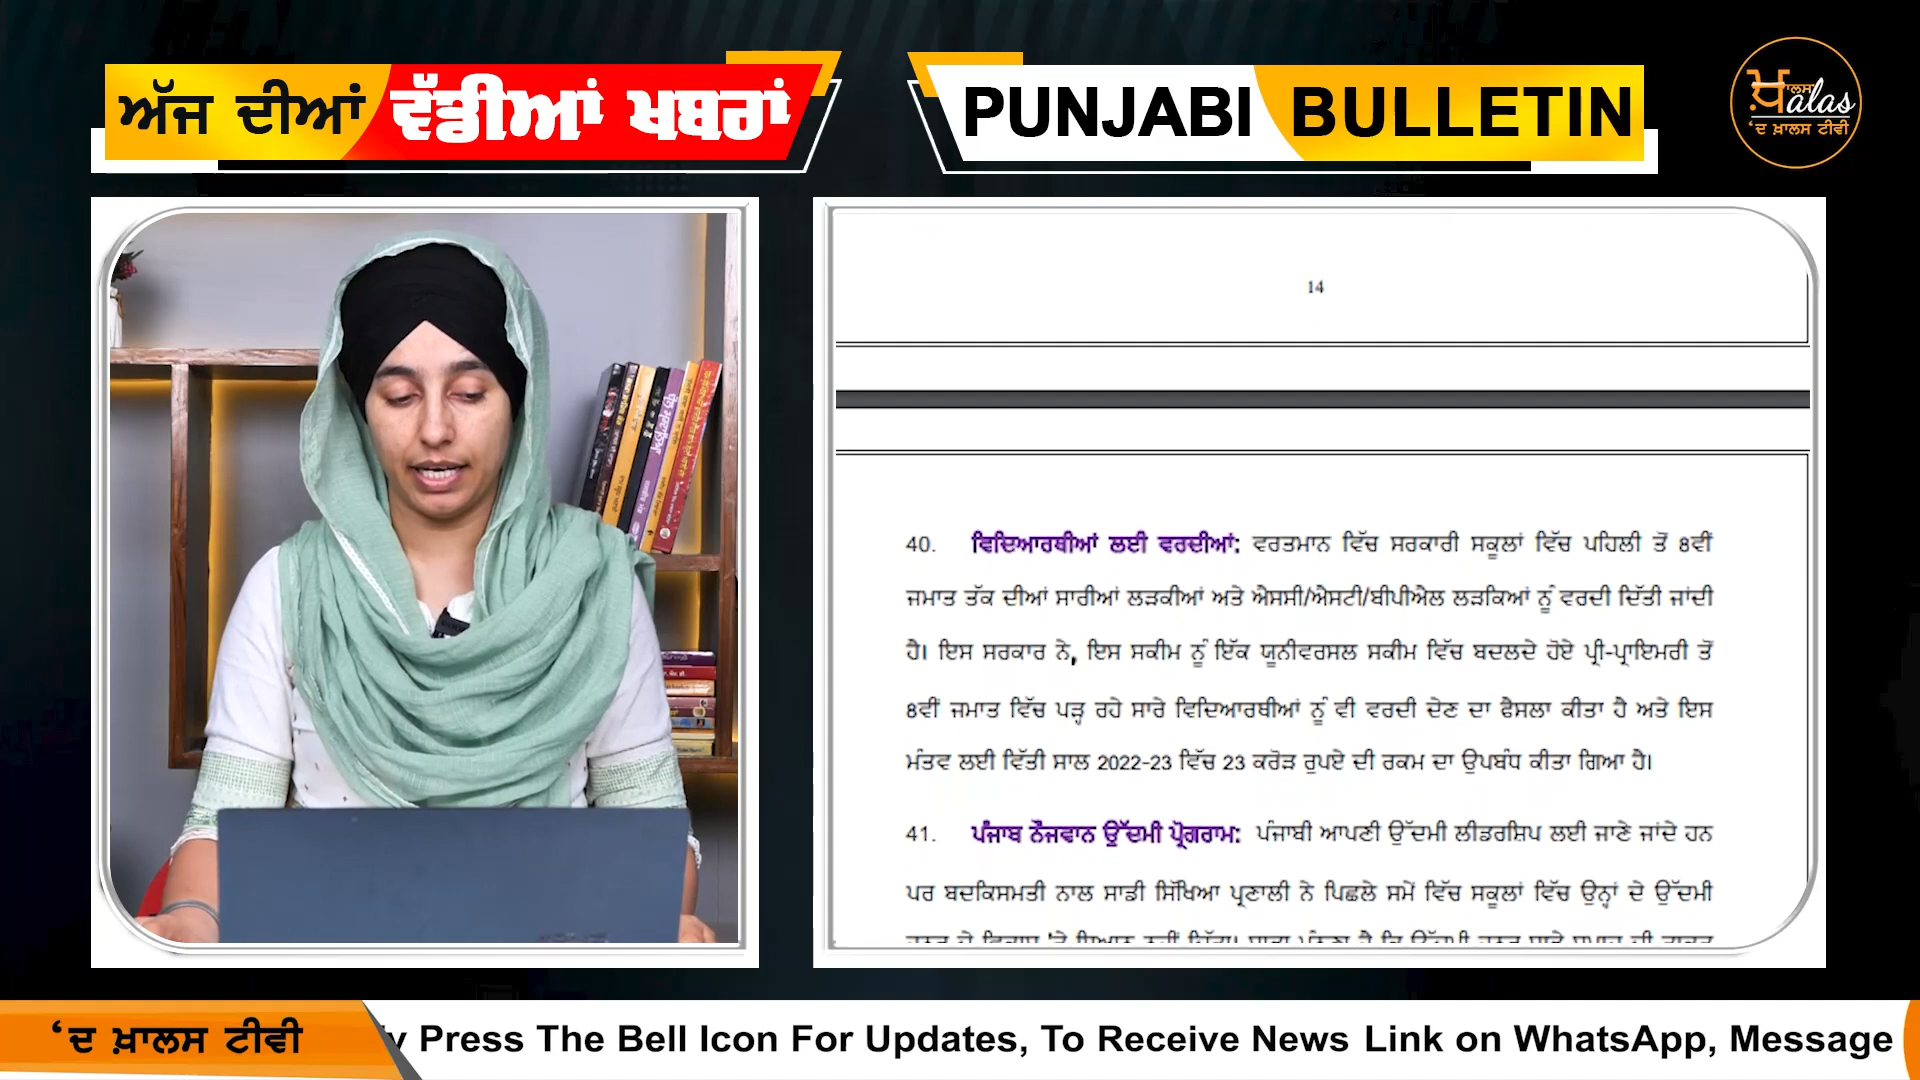 ਅੱਜ ਦੀਆਂ ਵੱਡੀਆਂ ਖਬਰਾਂ
PUNJABI BULLETIN
ਖ਼ਾਲਸ
alas
'ਦ ਖ਼ਾਲਸ ਟੀਵੀ
14
40. ਵਿਦਿਆਰਥੀਆਂ ਲਈ ਵਰਦੀਆਂ: ਵਰਤਮਾਨ ਵਿੱਚ ਸਰਕਾਰੀ ਸਕੂਲਾਂ ਵਿੱਚ ਪਹਿਲੀ ਤੋਂ 8ਵੀਂ
ਜਮਾਤ ਤੱਕ ਦੀਆਂ ਸਾਰੀਆਂ ਲੜਕੀਆਂ ਅਤੇ ਐਸਸੀ/ਐਸਟੀ/ਬੀਪੀਐਲ ਲੜਕਿਆਂ ਨੂੰ ਵਰਦੀ ਦਿੱਤੀ ਜਾਂਦੀ
ਹੈ। ਇਸ ਸਰਕਾਰ ਨੇ, ਇਸ ਸਕੀਮ ਨੂੰ ਇੱਕ ਯੂਨੀਵਰਸਲ ਸਕੀਮ ਵਿੱਚ ਬਦਲਦੇ ਹੋਏ ਪ੍ਰੀ-ਪ੍ਰਾਇਮਰੀ ਤੋਂ
8ਵੀਂ ਜਮਾਤ ਵਿੱਚ ਪੜ੍ਹ ਰਹੇ ਸਾਰੇ ਵਿਦਿਆਰਥੀਆਂ ਨੂੰ ਵੀ ਵਰਦੀ ਦੇਣ ਦਾ ਫੈਸਲਾ ਕੀਤਾ ਹੈ ਅਤੇ ਇਸ
ਮੰਤਵ ਲਈ ਵਿੱਤੀ ਸਾਲ 2022-23 ਵਿੱਚ 23 ਕਰੋੜ ਰੁਪਏ ਦੀ ਰਕਮ ਦਾ ਉਪਬੰਧ ਕੀਤਾ ਗਿਆ ਹੈ।
41. ਪੰਜਾਬ ਨੌਜਵਾਨ ਉੱਦਮੀ ਪ੍ਰੋਗਰਾਮ: ਪੰਜਾਬੀ ਆਪਣੀ ਉੱਦਮੀ ਲੀਡਰਸ਼ਿਪ ਲਈ ਜਾਣੇ ਜਾਂਦੇ ਹਨ
ਪਰ ਬਦਕਿਸਮਤੀ ਨਾਲ ਸਾਡੀ ਸਿੱਖਿਆ ਪ੍ਰਣਾਲੀ ਨੇ ਪਿਛਲੇ ਸਮੇਂ ਵਿੱਚ ਸਕੂਲਾਂ ਵਿੱਚ ਉਨ੍ਹਾਂ ਦੇ ਉੱਦਮੀ
'ਦ ਖ਼ਾਲਸ ਟੀਵੀ
Press The Bell Icon For Updates, To Receive News Link on WhatsApp, Message